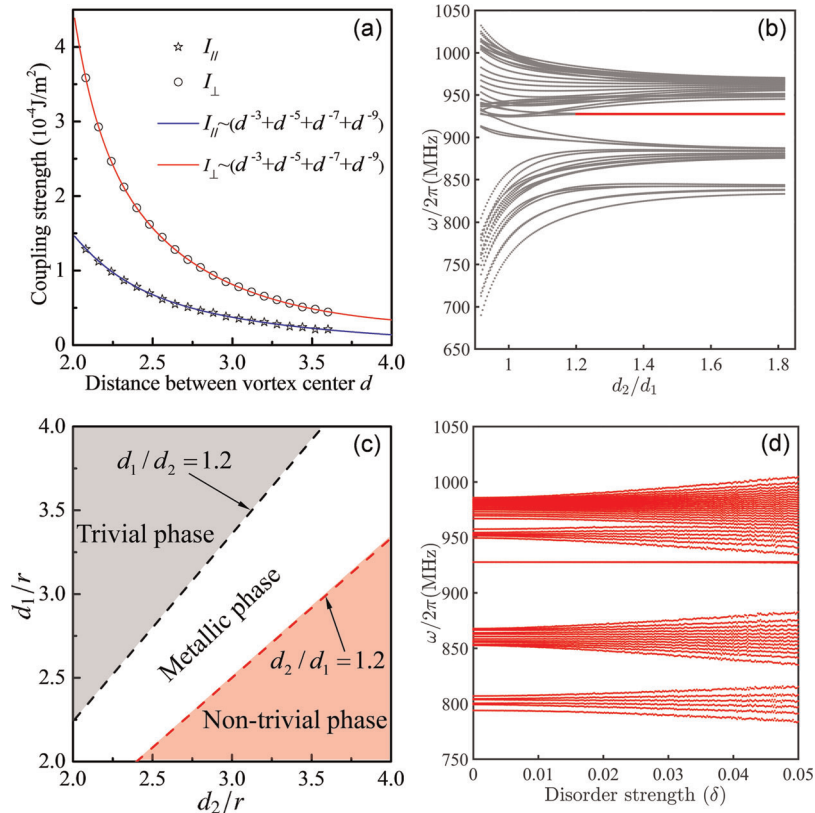 (a)
I//
I⊥
I//~(d⁻³+d⁻⁵+d⁻⁷+d⁻⁹)
I⊥~(d⁻³+d⁻⁵+d⁻⁷+d⁻⁹)
Coupling strength (10⁻⁴J/m²)
4
3
2
1
0
2.0 2.5 3.0 3.5 4.0
Distance between vortex center d
(b)
ω/2π(MHz)
1050
1000
950
900
850
800
750
700
650
1 1.2 1.4 1.6 1.8
d₂/d₁
(c)
d₁/d₂=1.2
Trivial phase
Metallic phase
d₂/d₁=1.2
Non-trivial phase
d₁/r
4.0
3.5
3.0
2.5
2.0
2.0 2.5 3.0 3.5 4.0
d₂/r
(d)
ω/2π(MHz)
1050
1000
950
900
850
800
750
0 0.01 0.02 0.03 0.04 0.05
Disorder strength (δ)